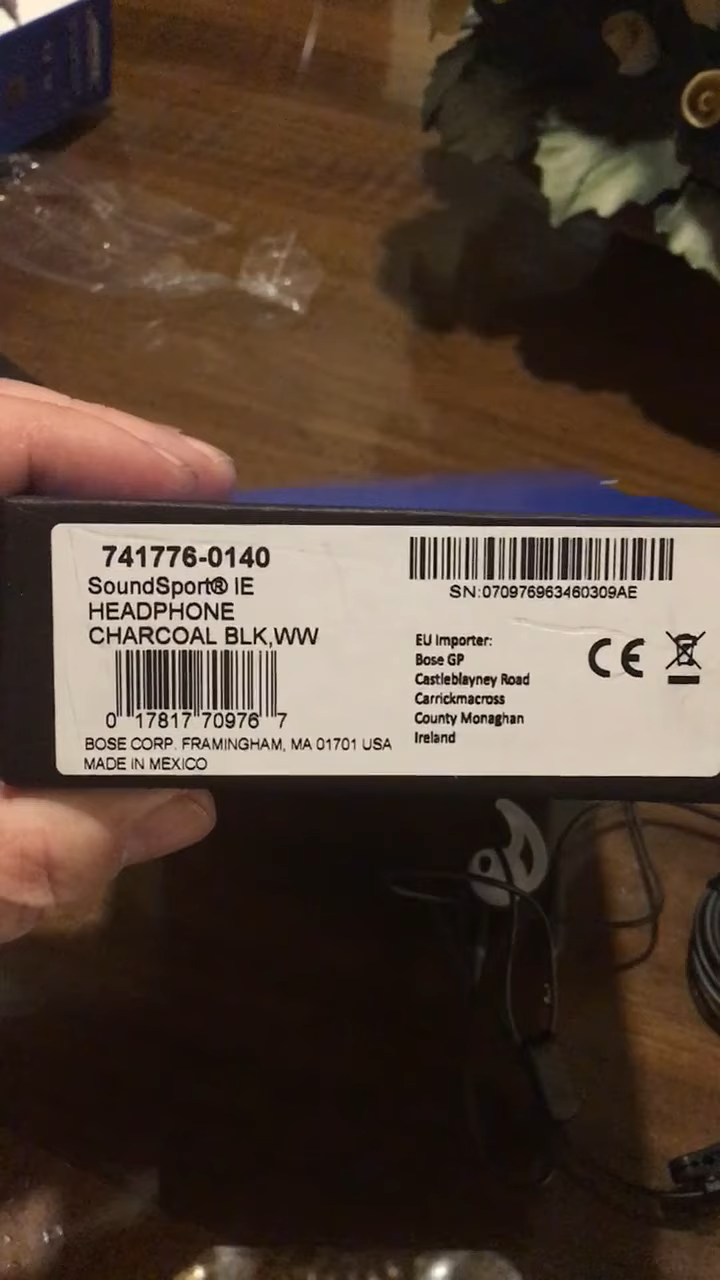 741776-0140
SoundSport® IE
HEADPHONE
CHARCOAL BLK,WW
0 17817 70976 7
BOSE CORP. FRAMINGHAM, MA 01701 USA
MADE IN MEXICO
SN:070976963460309AE
EU Importer:
Bose GP
Castleblayney Road
Carrickmacross
County Monaghan
Ireland
CE